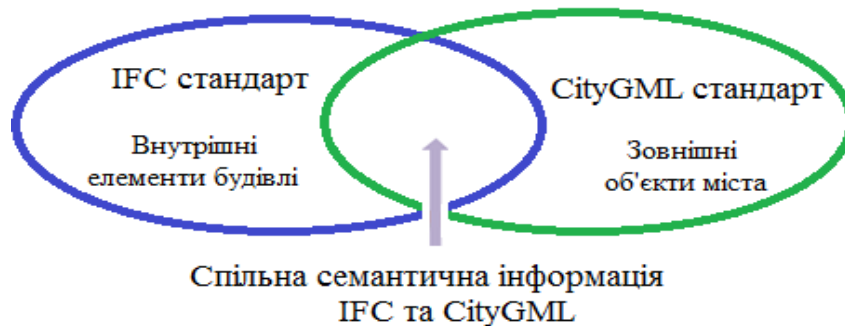 IFC стандарт
Внутрішні
елементи будівлі
CityGML стандарт
Зовнішні
об'єкти міста
Спільна семантична інформація
IFC та CityGML